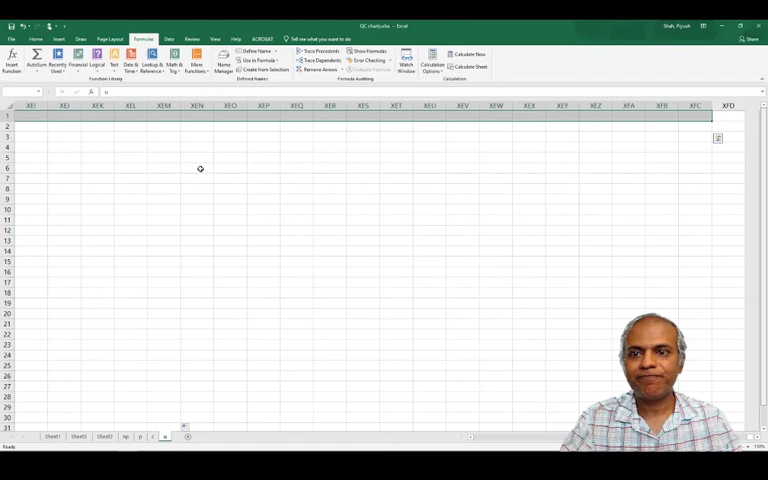 QC charts.xlsx - Excel
Shah, Piyush
File Home Insert Draw Page Layout Formulas Data Review View Help ACROBAT Tell me what you want to do
Share
Insert Function
AutoSum
Recently Used
Financial
Logical
Text
Date & Time
Lookup & Reference
Math & Trig
More Functions
Name Manager
Define Name
Use in Formula
Create from Selection
Trace Precedents
Trace Dependents
Remove Arrows
Show Formulas
Error Checking
Evaluate Formula
Watch Window
Calculation Options
Calculate Now
Calculate Sheet
Function Library
Defined Names
Formula Auditing
Calculation
fx u
XEI XEJ XEK XEL XEM XEN XEO XEP XEQ XER XES XET XEU XEV XEW XEX XEY XEZ XFA XFB XFC XFD
1
2
3
4
5
6
7
8
9
10
11
12
13
14
15
16
17
18
19
20
21
22
23
24
25
26
27
28
29
30
31
Sheet1 Sheet3 Sheet2 np p c u
Ready